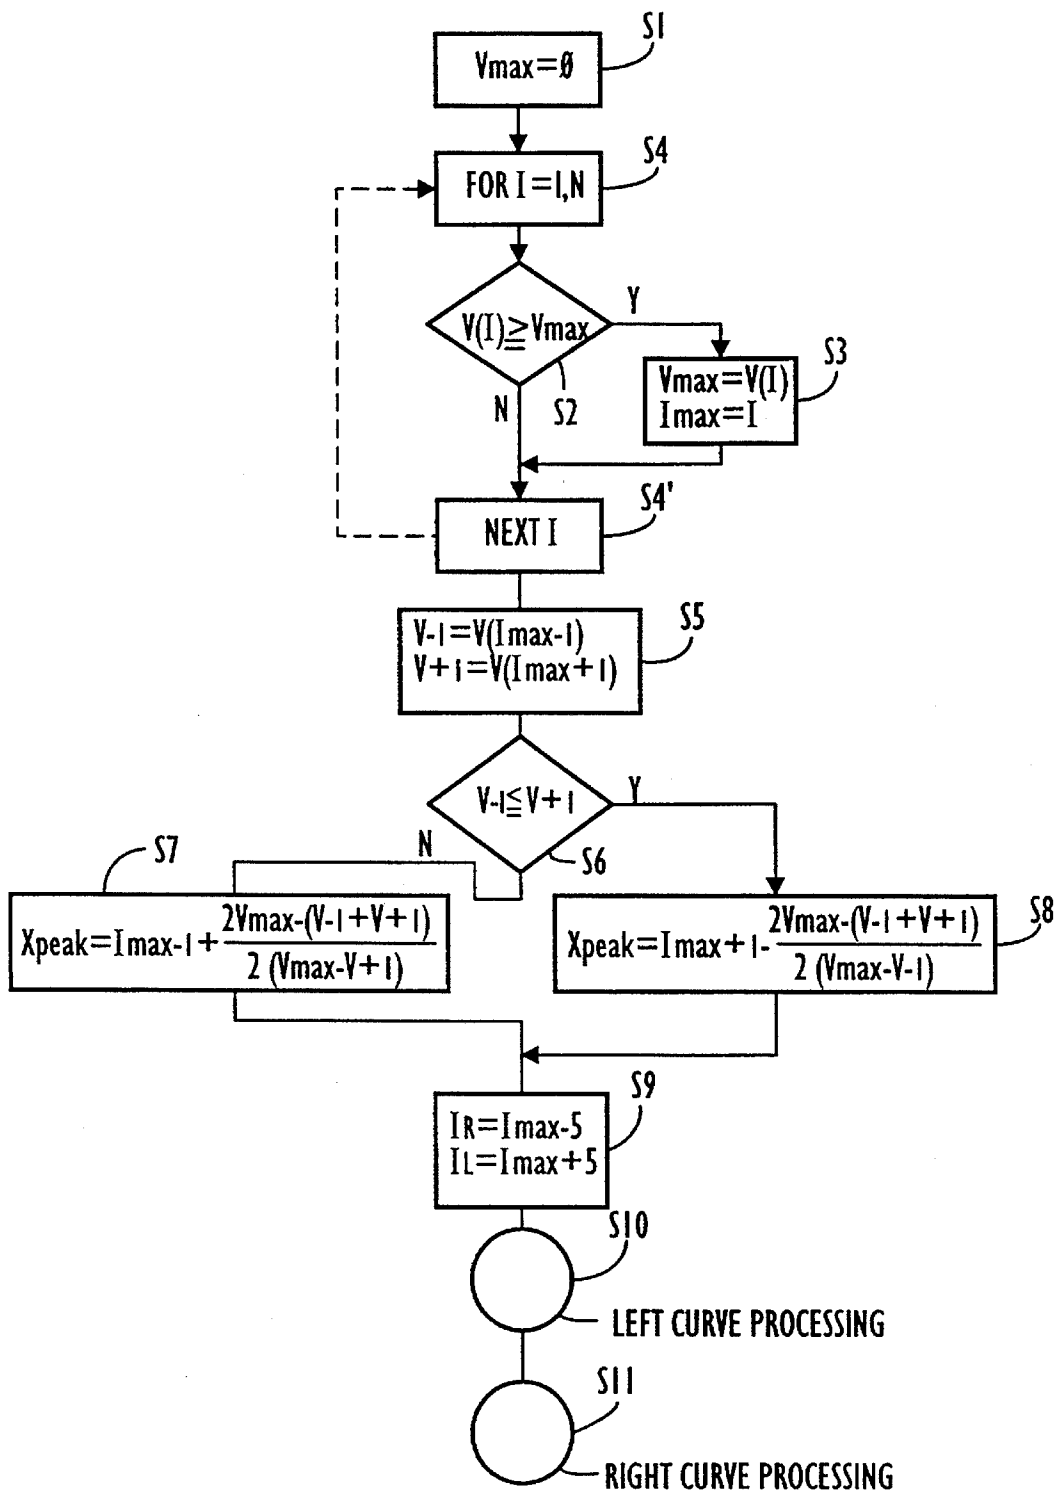 S1
Vmax=Ø
S4
FOR I=1,N
Y
V(I)≧Vmax
S3
Vmax=V(I)
Imax=I
N
S2
S4'
NEXT I
S5
V-1=V(Imax-1)
V+1=V(Imax+1)
V-1≦V+1
Y
N
S6
S7
Xpeak=Imax-1+ 2Vmax-(V-1+V+1)
2 (Vmax-V+1)
S8
Xpeak=Imax+1- 2Vmax-(V-1+V+1)
2 (Vmax-V-1)
S9
IR=Imax-5
IL=Imax+5
S10
LEFT CURVE PROCESSING
S11
RIGHT CURVE PROCESSING